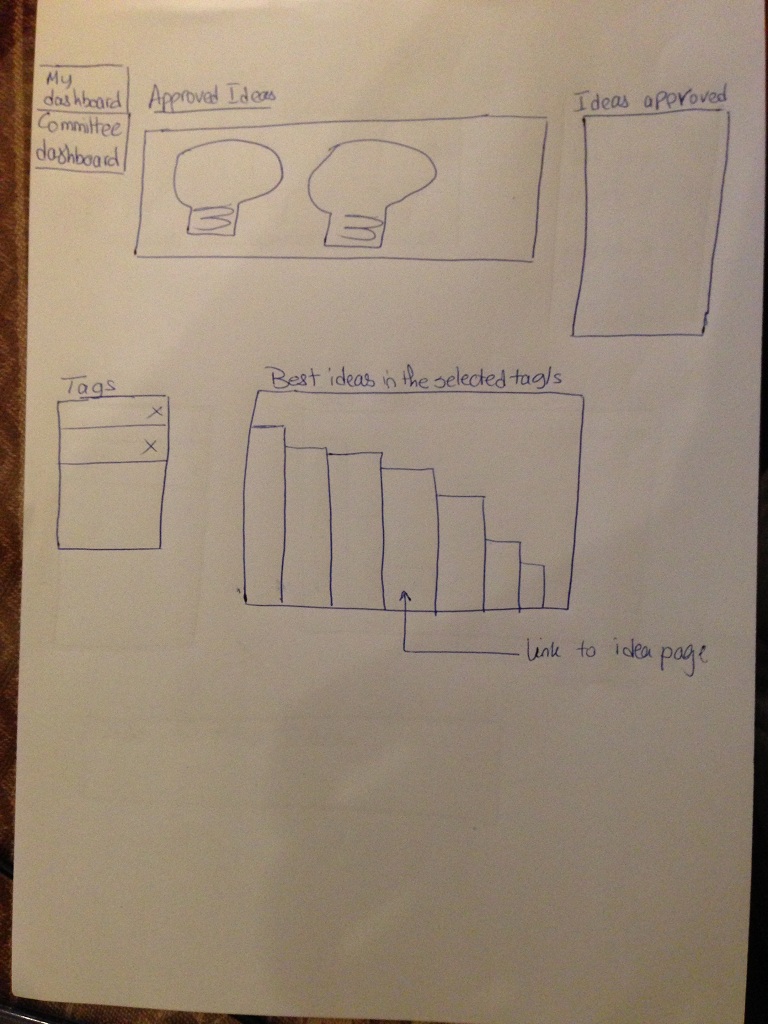 My
dashboard
Committee
dashboard
Approved Ideas
Ideas approved
Tags
x
x
Best ideas in the selected tag/s
link to idea page